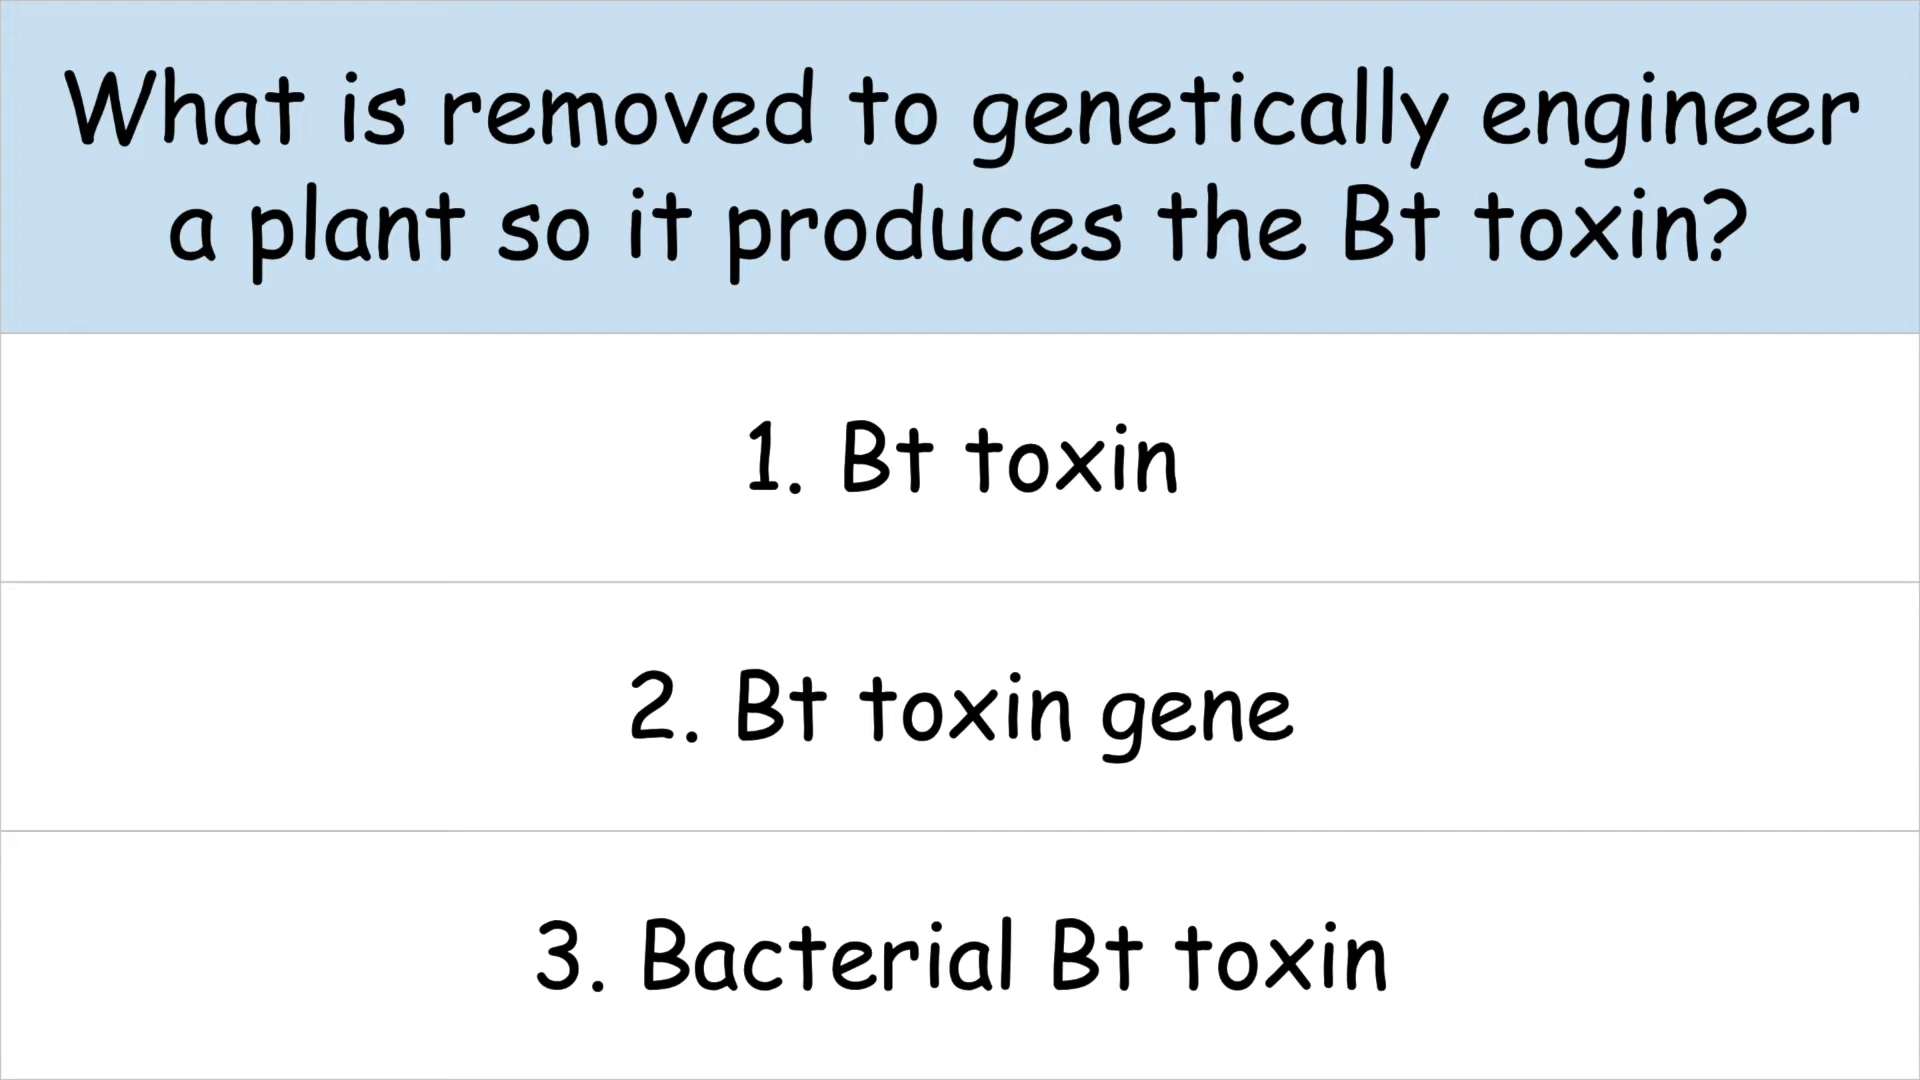 What is removed to genetically engineer
a plant so it produces the Bt toxin?
1. Bt toxin
2. Bt toxin gene
3. Bacterial Bt toxin